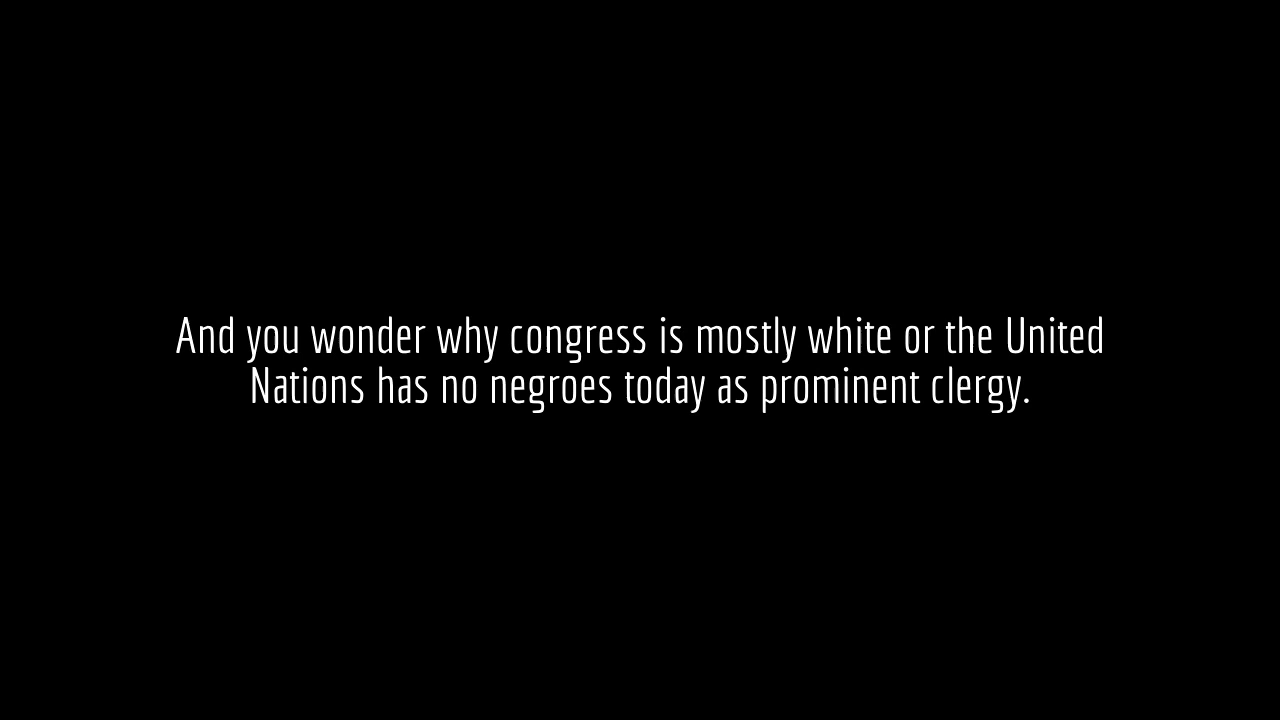 And you wonder why congress is mostly white or the United
Nations has no negroes today as prominent clergy.